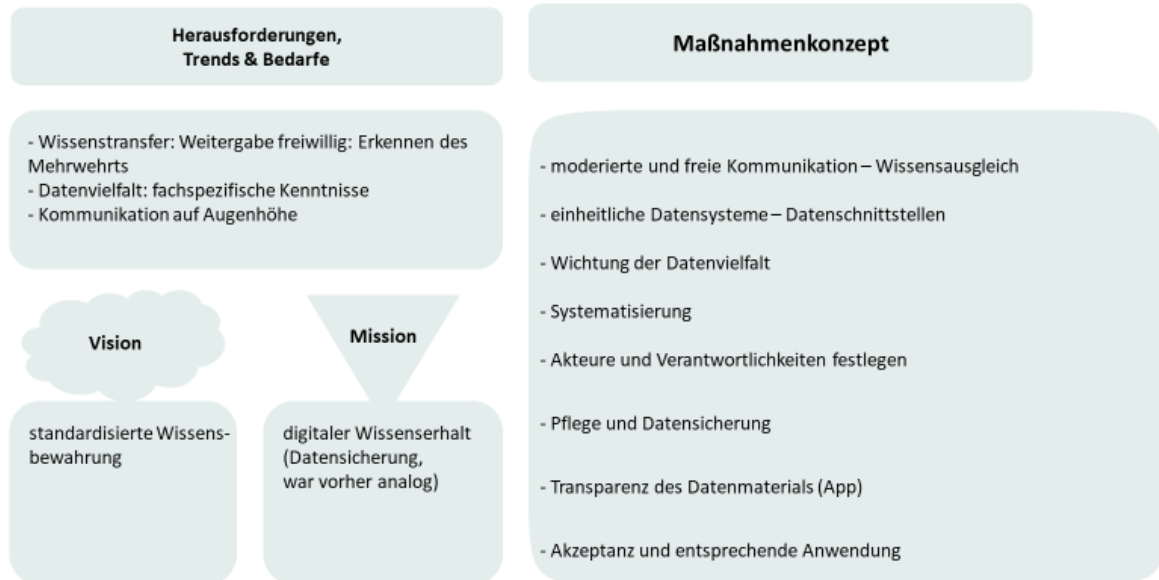 Herausforderungen,
Trends & Bedarfe
- Wissenstransfer: Weitergabe freiwillig: Erkennen des
Mehrwehrts
- Datenvielfalt: fachspezifische Kenntnisse
- Kommunikation auf Augenhöhe
Vision
standardisierte Wissens-
bewahrung
Mission
digitaler Wissenserhalt
(Datensicherung,
war vorher analog)
Maßnahmenkonzept
- moderierte und freie Kommunikation – Wissensausgleich
- einheitliche Datensysteme – Datenschnittstellen
- Wichtung der Datenvielfalt
- Systematisierung
- Akteure und Verantwortlichkeiten festlegen
- Pflege und Datensicherung
- Transparenz des Datenmaterials (App)
- Akzeptanz und entsprechende Anwendung